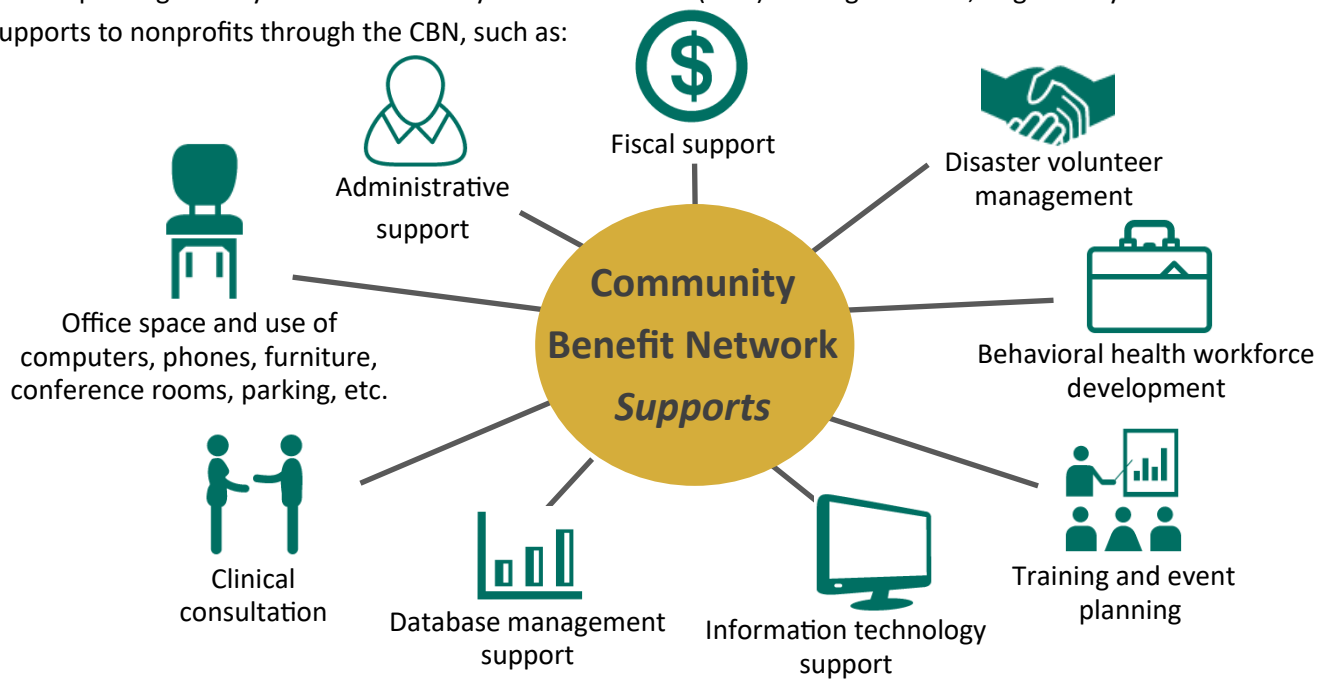 upports to nonprofits through the CBN, such as:
$
Fiscal support
Disaster volunteer
management
Administrative
support
Community
Benefit Network
Supports
Office space and use of
computers, phones, furniture,
conference rooms, parking, etc.
Behavioral health workforce
development
Clinical
consultation
Database management
support
Information technology
support
Training and event
planning